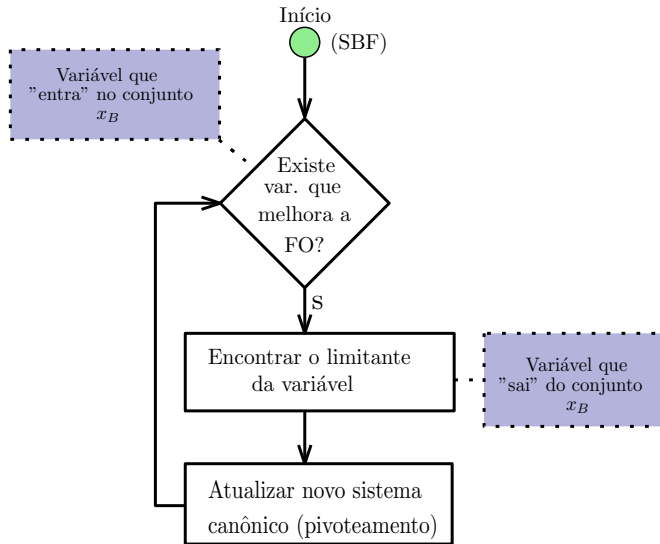 Início
(SBF)
Variável que
"entra" no conjunto
x_B
Existe
var. que
melhora a
FO?
S
Encontrar o limitante
da variável
Variável que
"sai" do conjunto
x_B
Atualizar novo sistema
canônico (pivoteamento)